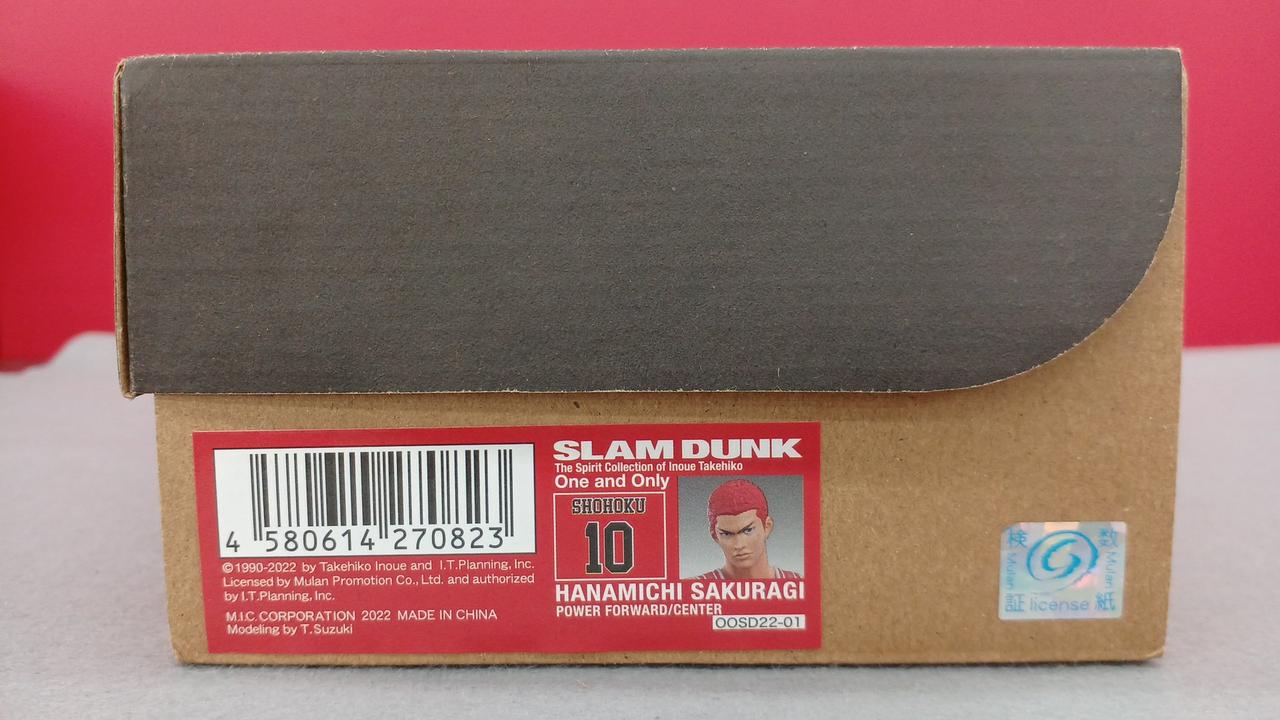 4 580614 270823
©1990-2022 by Takehiko Inoue and I.T.Planning, Inc.
Licensed by Mulan Promotion Co., Ltd. and authorized
by I.T.Planning, Inc.
M.I.C. CORPORATION 2022 MADE IN CHINA
Modeling by T.Suzuki
SLAM DUNK
The Spirit Collection of Inoue Takehiko
One and Only
SHOHOKU
10
HANAMICHI SAKURAGI
POWER FORWARD/CENTER
OOSD22-01
検 数
Mulan Mulan
証 license 紙